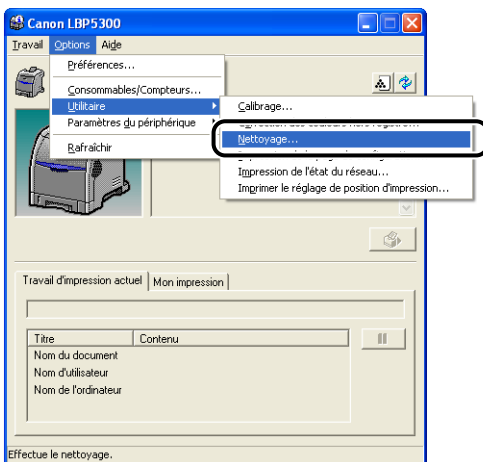 Canon LBP5300
Travail Options Aide
Préférences...
Consommables/Compteurs...
Utilitaire
Paramètres du périphérique
Rafraîchir
Calibrage...
Nettoyage...
Impression de l'état du réseau...
Imprimer le réglage de position d'impression...
Travail d'impression actuel Mon impression
Titre Contenu
Nom du document
Nom d'utilisateur
Nom de l'ordinateur
Effectue le nettoyage.